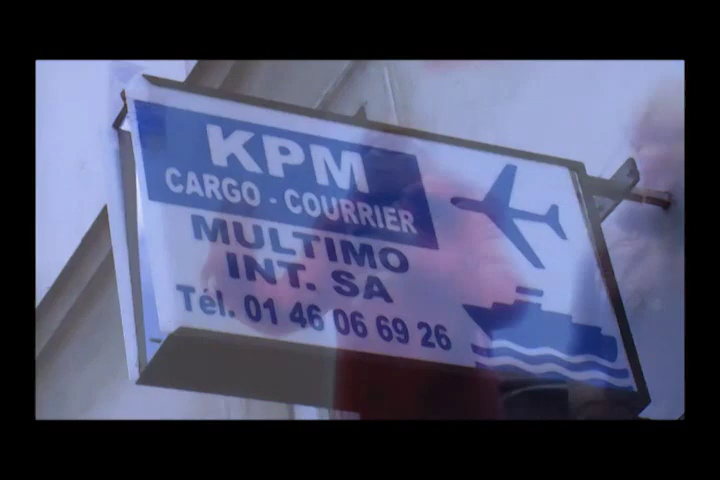 KPM
CARGO - COURRIER
MULTIMO
INT. SA
Tél. 01 46 06 69 26